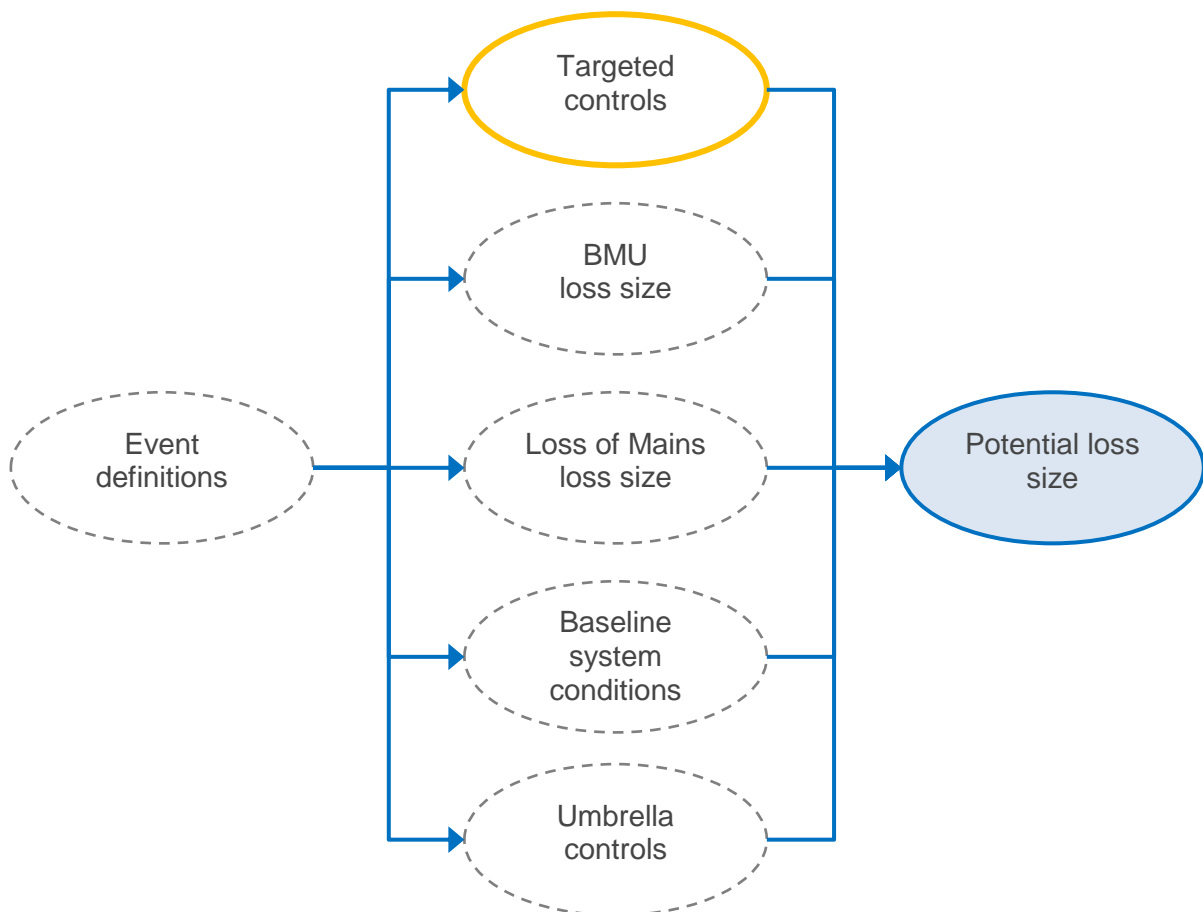 Targeted
controls
BMU
loss size
Event
definitions
Loss of Mains
loss size
Potential loss
size
Baseline
system
conditions
Umbrella
controls